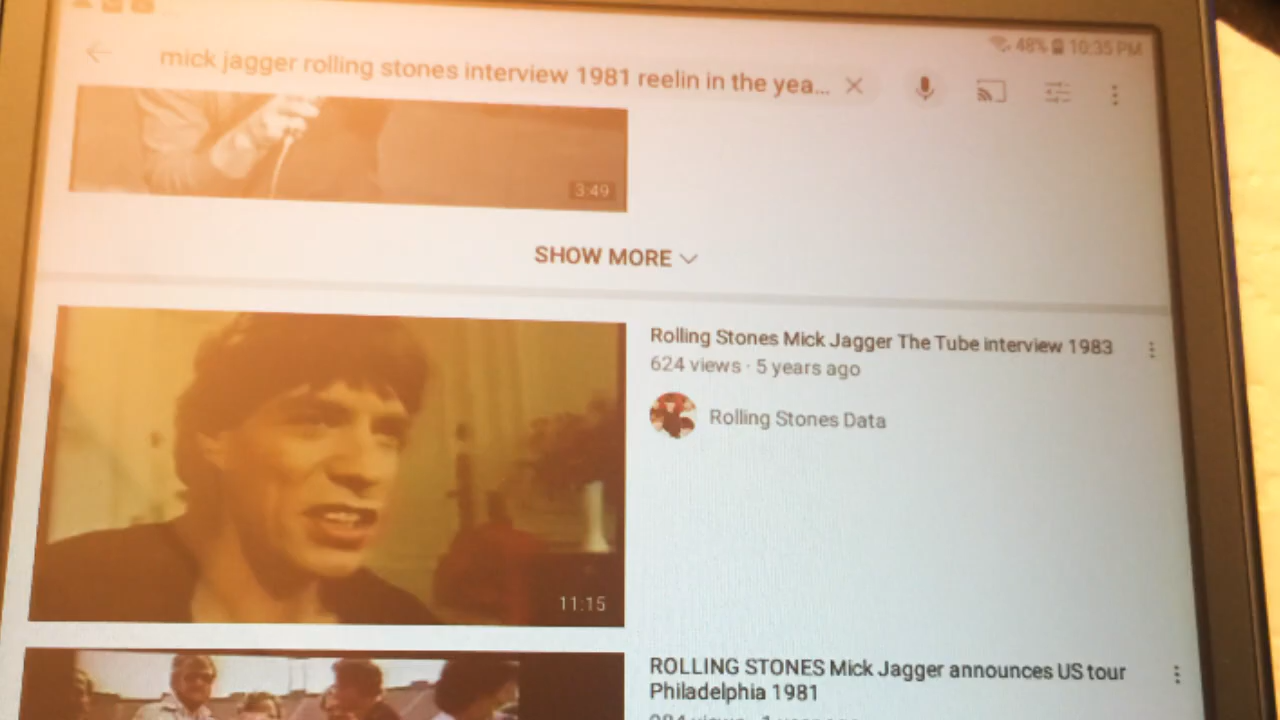 48% 10:35 PM
mick jagger rolling stones interview 1981 reelin in the yea...
3:49
SHOW MORE
Rolling Stones Mick Jagger The Tube interview 1983
624 views · 5 years ago
Rolling Stones Data
11:15
ROLLING STONES Mick Jagger announces US tour
Philadelphia 1981